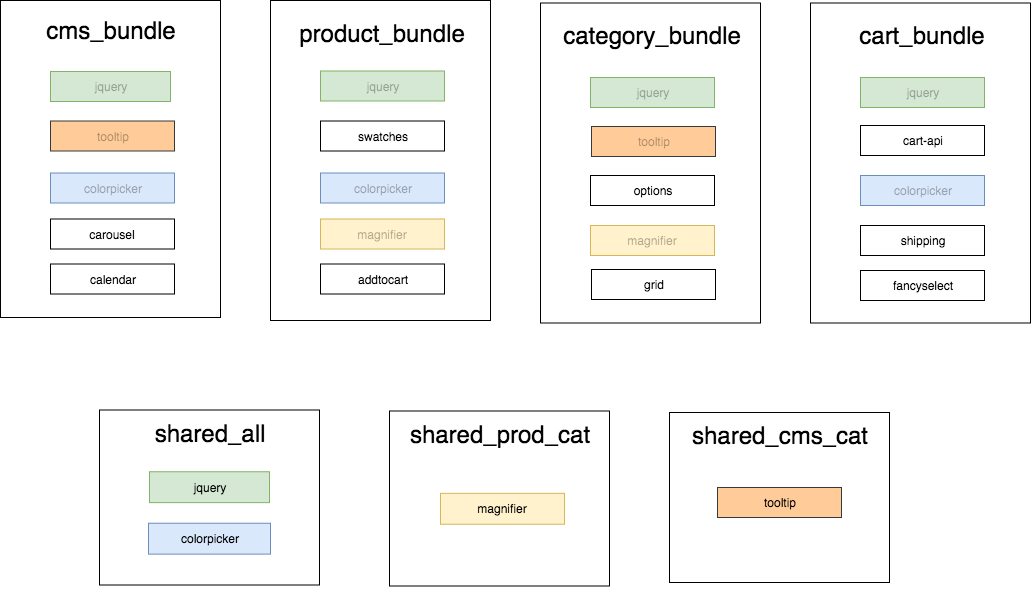 cms_bundle
jquery
tooltip
colorpicker
carousel
calendar
product_bundle
jquery
swatches
colorpicker
magnifier
addtocart
category_bundle
jquery
tooltip
options
magnifier
grid
cart_bundle
jquery
cart-api
colorpicker
shipping
fancyselect
shared_all
jquery
colorpicker
shared_prod_cat
magnifier
shared_cms_cat
tooltip